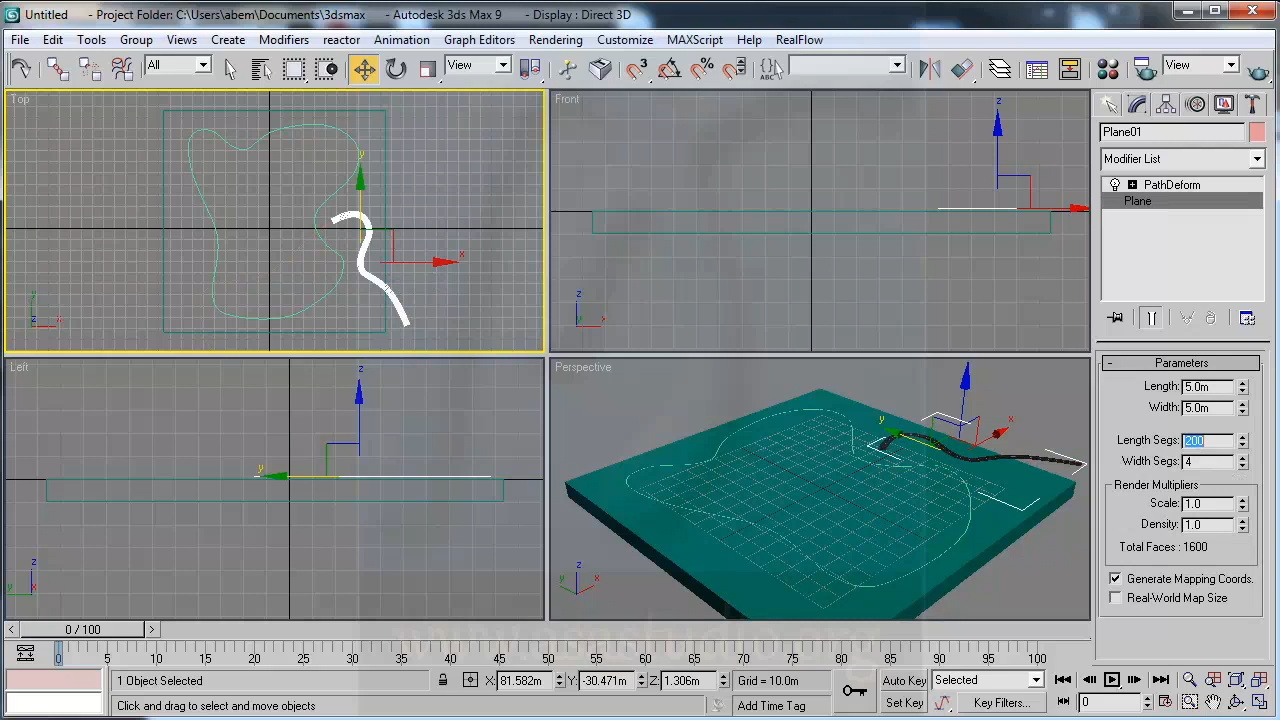 Untitled - Project Folder: C:\Users\abem\Documents\3dsmax - Autodesk 3ds Max 9 - Display : Direct 3D
File Edit Tools Group Views Create Modifiers reactor Animation Graph Editors Rendering Customize MAXScript Help RealFlow
All View 3 % ABC View
Top Front
Plane01
Modifier List
PathDeform
Plane
Left Perspective
Parameters
Length: 5.0m
Width: 5.0m
Length Segs: 200
Width Segs: 4
Render Multipliers
Scale: 1.0
Density: 1.0
Total Faces : 1600
Generate Mapping Coords.
Real-World Map Size
0 / 100
0 5 10 15 20 25 30 35 40 45 50 55 60 65 70 75 80 85 90 95 100
1 Object Selected X: 81.582m Y: -30.471m Z: 1.306m Grid = 10.0m Auto Key Selected
Click and drag to select and move objects Add Time Tag Set Key Key Filters... 0